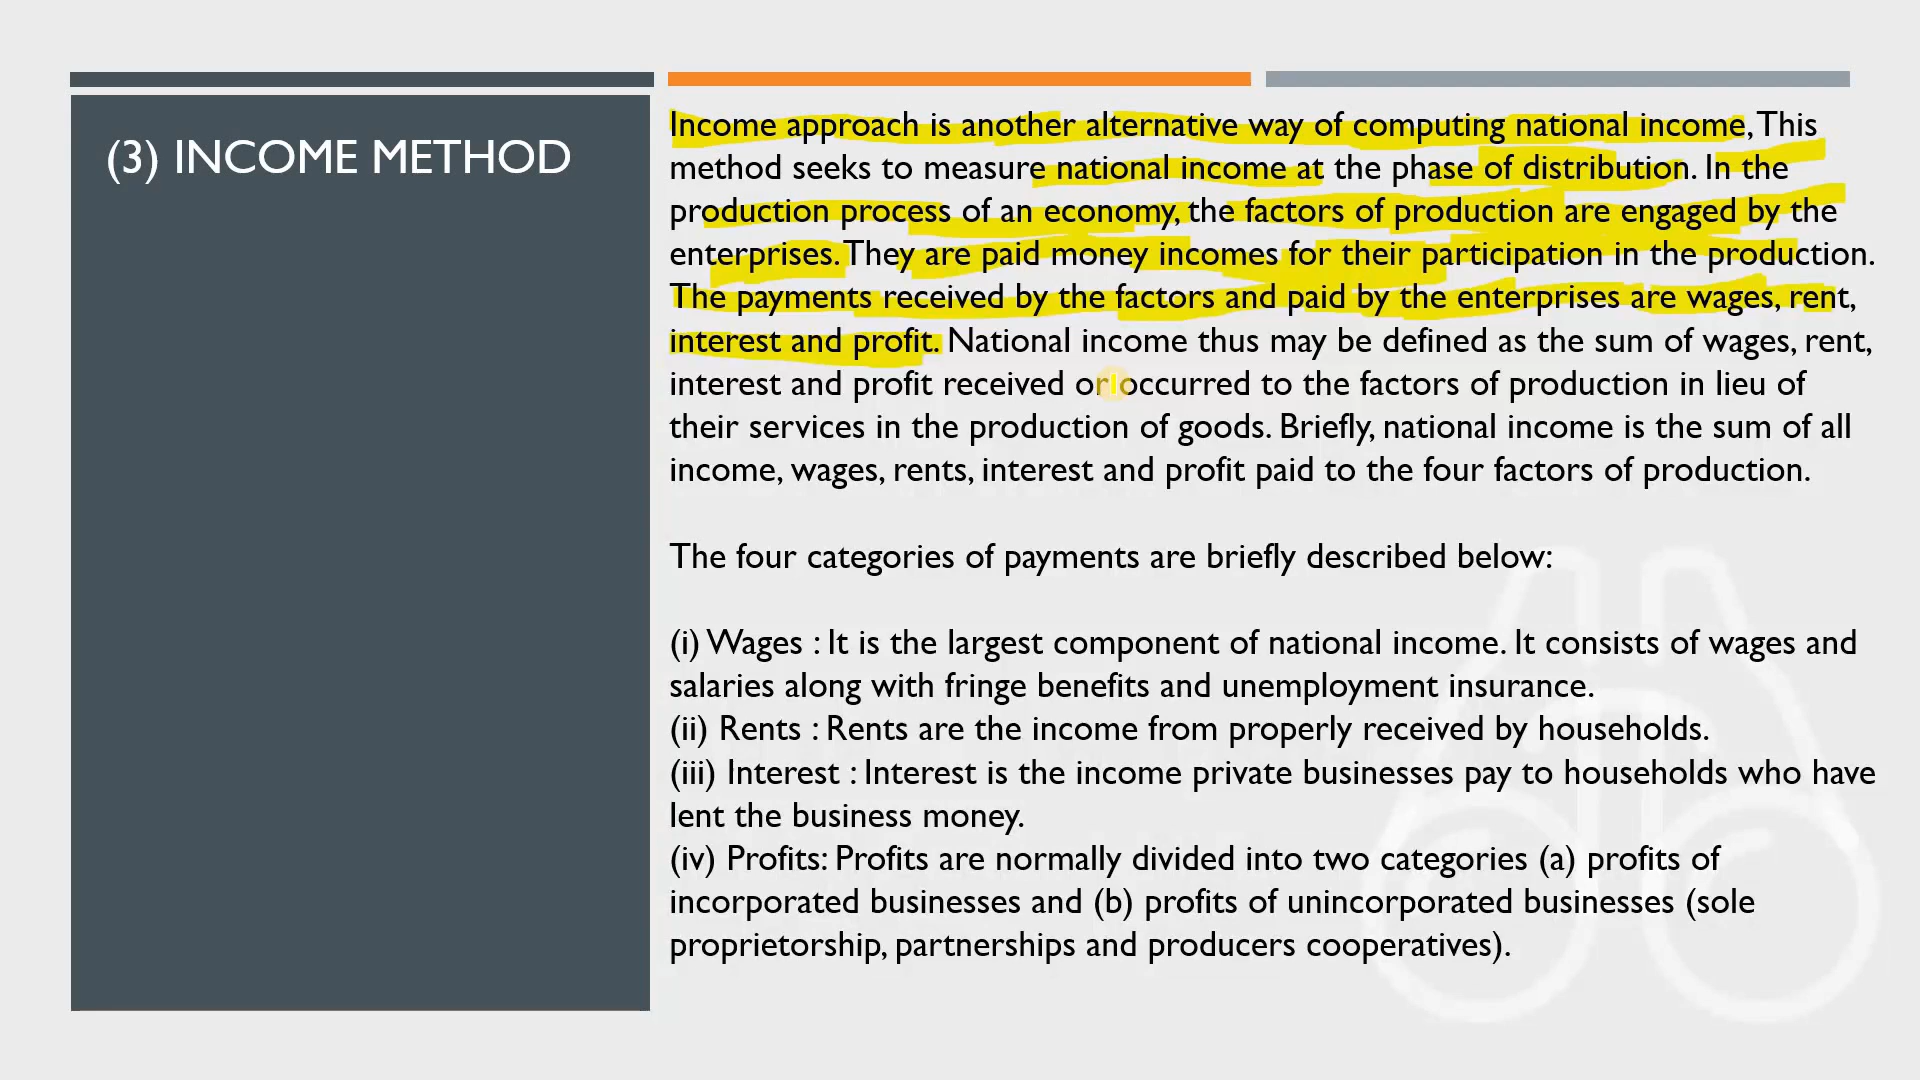 (3) INCOME METHOD
Income approach is another alternative way of computing national income, This
method seeks to measure national income at the phase of distribution. In the
production process of an economy, the factors of production are engaged by the
enterprises. They are paid money incomes for their participation in the production.
The payments received by the factors and paid by the enterprises are wages, rent,
interest and profit. National income thus may be defined as the sum of wages, rent,
interest and profit received or occurred to the factors of production in lieu of
their services in the production of goods. Briefly, national income is the sum of all
income, wages, rents, interest and profit paid to the four factors of production.
The four categories of payments are briefly described below:
(i) Wages : It is the largest component of national income. It consists of wages and
salaries along with fringe benefits and unemployment insurance.
(ii) Rents : Rents are the income from properly received by households.
(iii) Interest : Interest is the income private businesses pay to households who have
lent the business money.
(iv) Profits: Profits are normally divided into two categories (a) profits of
incorporated businesses and (b) profits of unincorporated businesses (sole
proprietorship, partnerships and producers cooperatives).